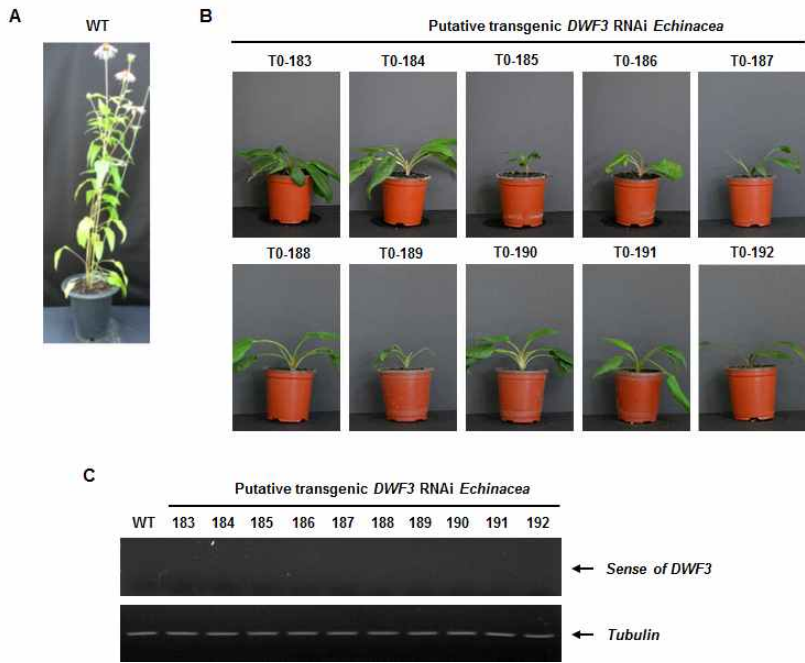 A
WT
B
Putative transgenic DWF3 RNAi Echinacea
T0-183 T0-184 T0-185 T0-186 T0-187
T0-188 T0-189 T0-190 T0-191 T0-192
C
Putative transgenic DWF3 RNAi Echinacea
WT 183 184 185 186 187 188 189 190 191 192
Sense of DWF3
Tubulin